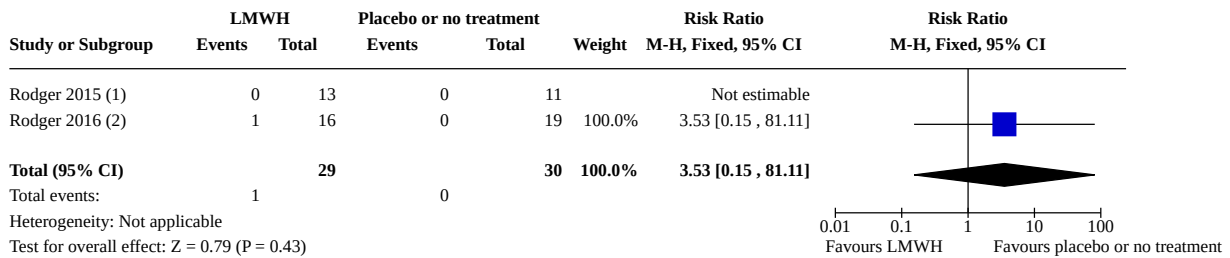 LMWH Placebo or no treatment Risk Ratio Risk Ratio
Study or Subgroup Events Total Events Total Weight M-H, Fixed, 95% CI M-H, Fixed, 95% CI
Rodger 2015 (1) 0 13 0 11 Not estimable
Rodger 2016 (2) 1 16 0 19 100.0% 3.53 [0.15 , 81.11]
Total (95% CI) 29 30 100.0% 3.53 [0.15 , 81.11]
Total events: 1 0
Heterogeneity: Not applicable
0.01 0.1 1 10 100
Test for overall effect: Z = 0.79 (P = 0.43)
Favours LMWH Favours placebo or no treatment